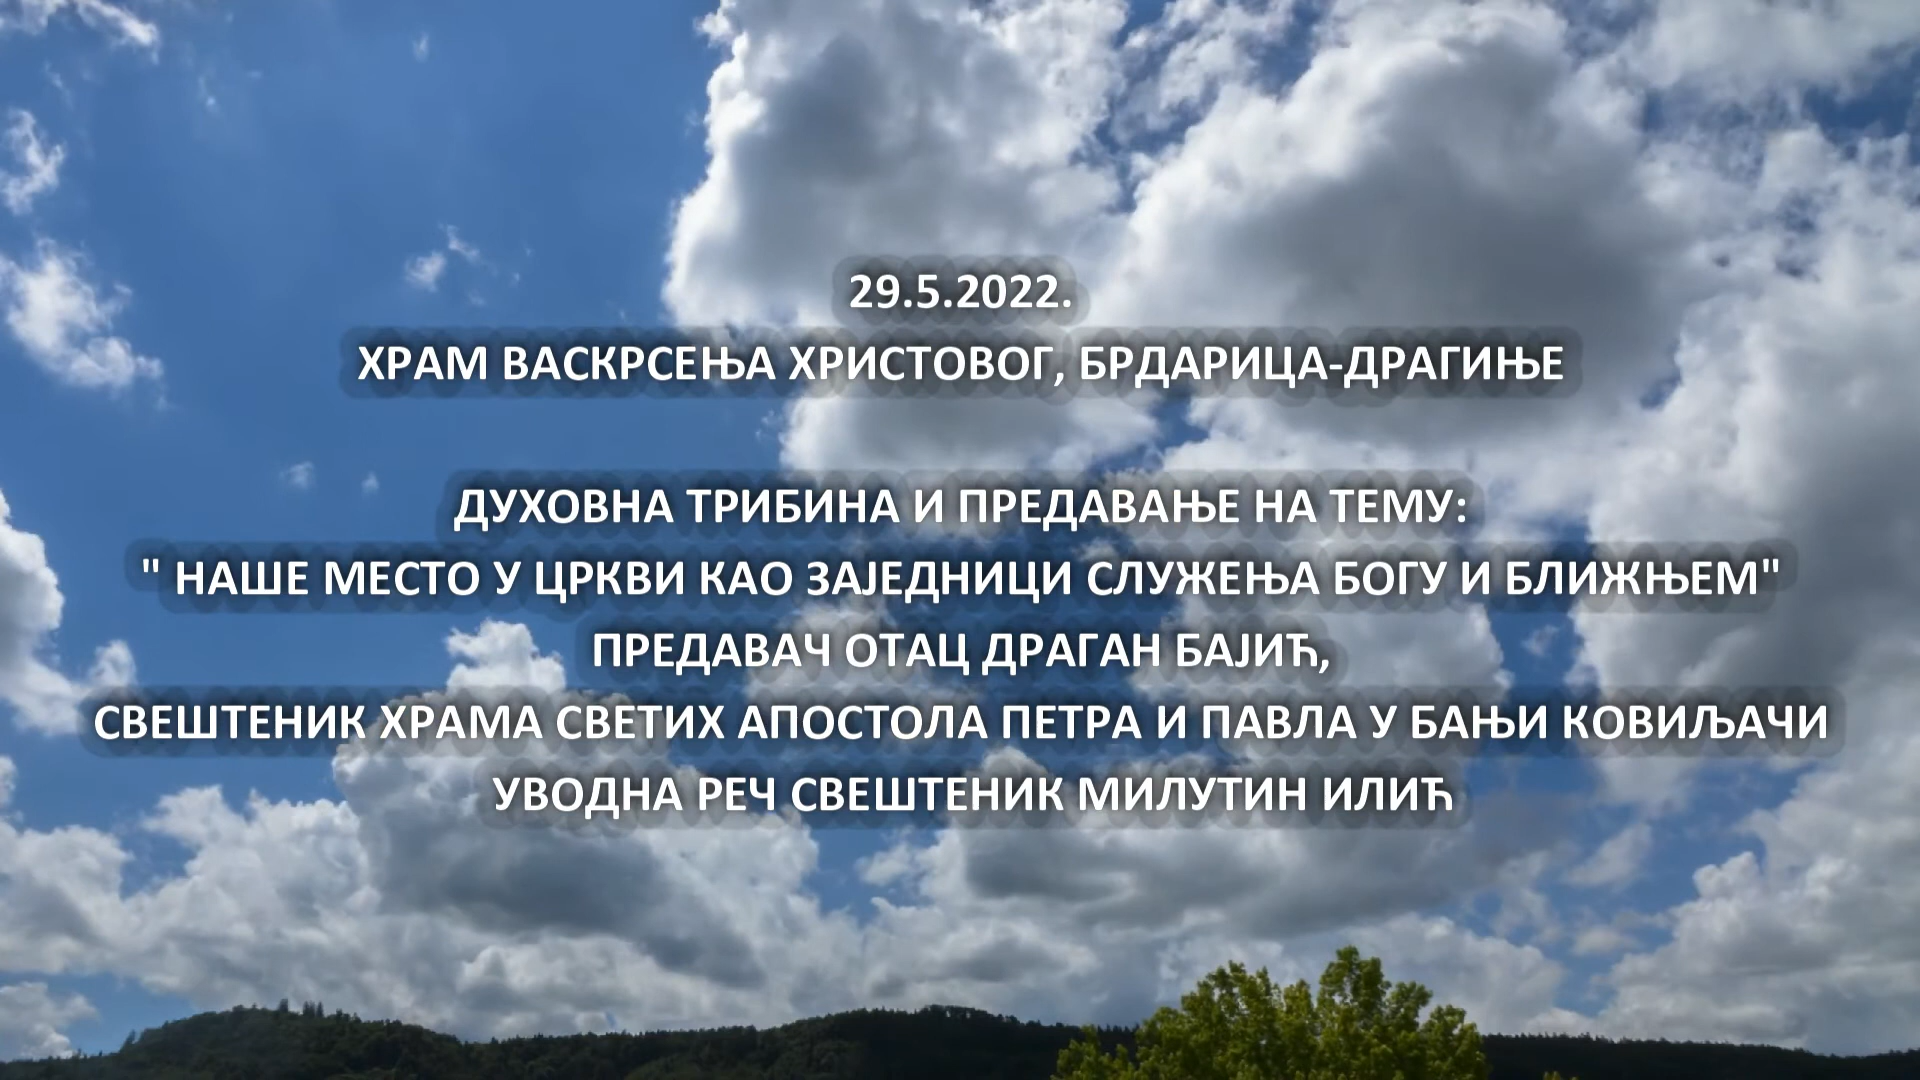 29.5.2022.
ХРАМ ВАСКРСЕЊА ХРИСТОВОГ, БРДАРИЦА-ДРАГИЊЕ
ДУХОВНА ТРИБИНА И ПРЕДАВАЊЕ НА ТЕМУ:
" НАШЕ МЕСТО У ЦРКВИ КАО ЗАЈЕДНИЦИ СЛУЖЕЊА БОГУ И БЛИЖЊЕМ"
ПРЕДАВАЧ ОТАЦ ДРАГАН БАЈИЋ,
СВЕШТЕНИК ХРАМА СВЕТИХ АПОСТОЛА ПЕТРА И ПАВЛА У БАЊИ КОВИЉАЧИ
УВОДНА РЕЧ СВЕШТЕНИК МИЛУТИН ИЛИЋ